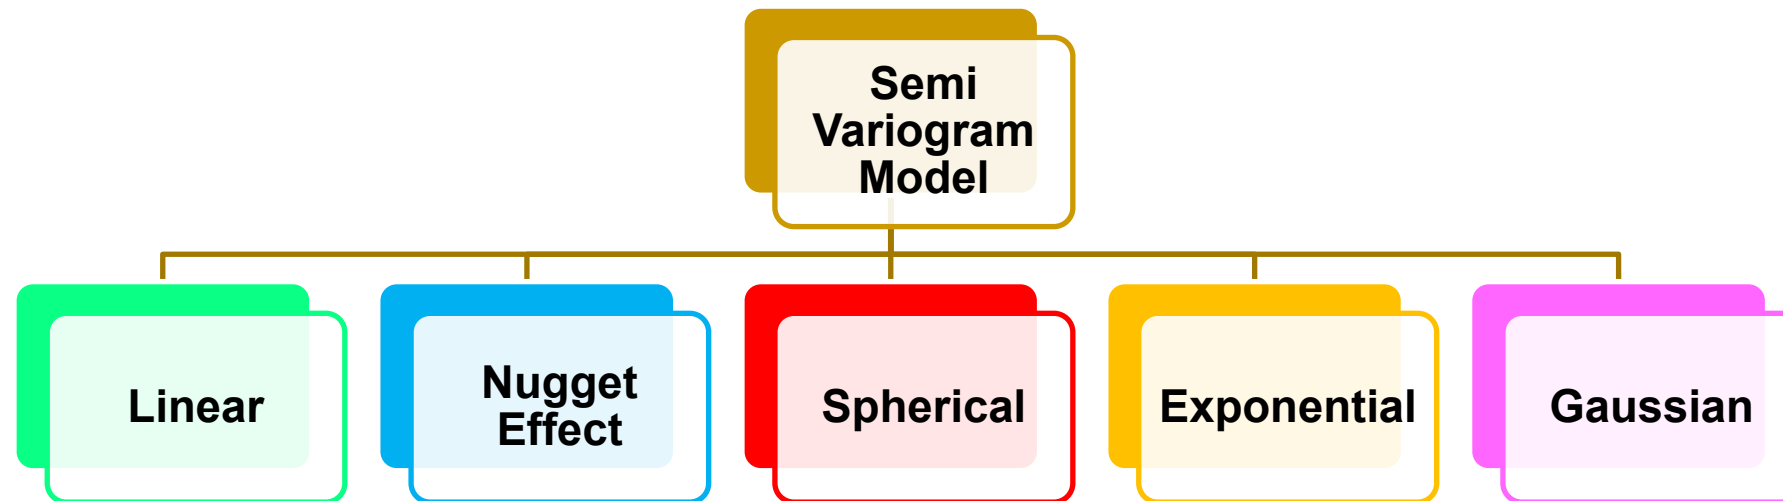 Semi
Variogram
Model
Linear
Nugget
Effect
Spherical
Exponential
Gaussian